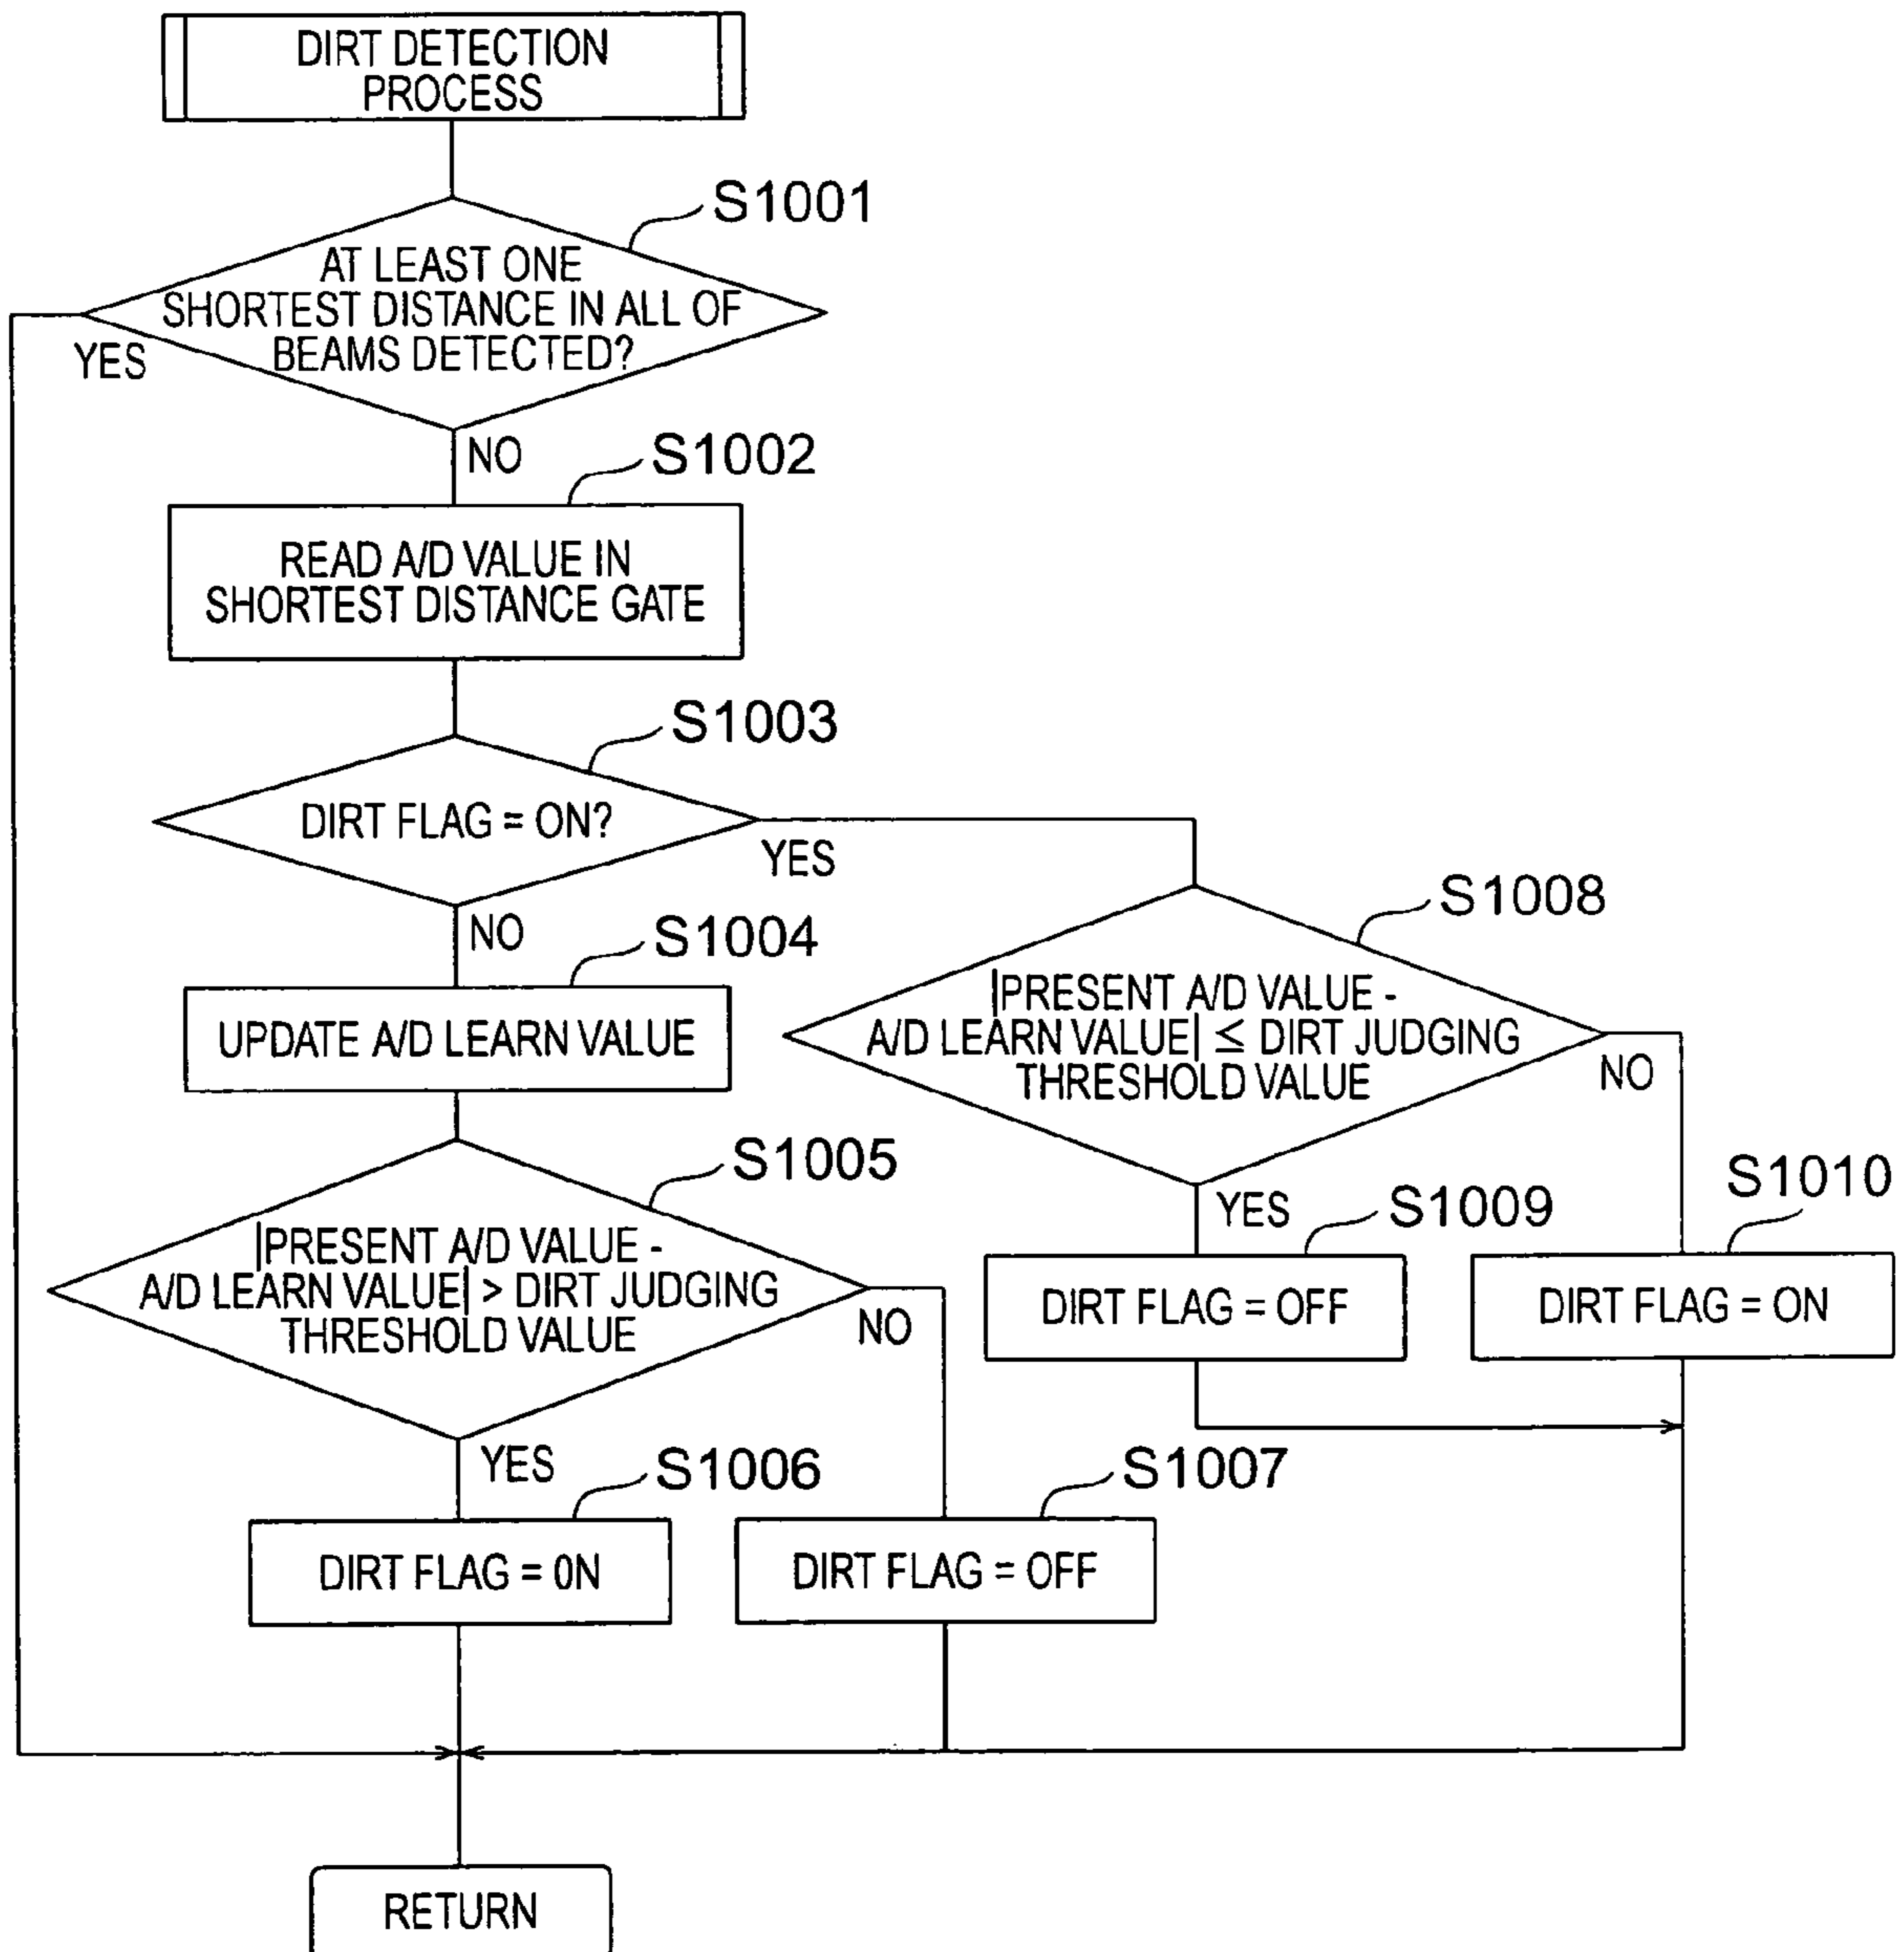 DIRT DETECTION
PROCESS
S1001
AT LEAST ONE
SHORTEST DISTANCE IN ALL OF
BEAMS DETECTED?
YES
NO
S1002
READ A/D VALUE IN
SHORTEST DISTANCE GATE
S1003
DIRT FLAG = ON?
YES
NO
S1004
UPDATE A/D LEARN VALUE
S1008
|PRESENT A/D VALUE -
A/D LEARN VALUE| ≦ DIRT JUDGING
THRESHOLD VALUE
NO
YES
S1005
|PRESENT A/D VALUE -
A/D LEARN VALUE| > DIRT JUDGING
THRESHOLD VALUE
NO
YES
S1009
DIRT FLAG = OFF
S1010
DIRT FLAG = ON
S1006
DIRT FLAG = 0N
S1007
DIRT FLAG = OFF
RETURN